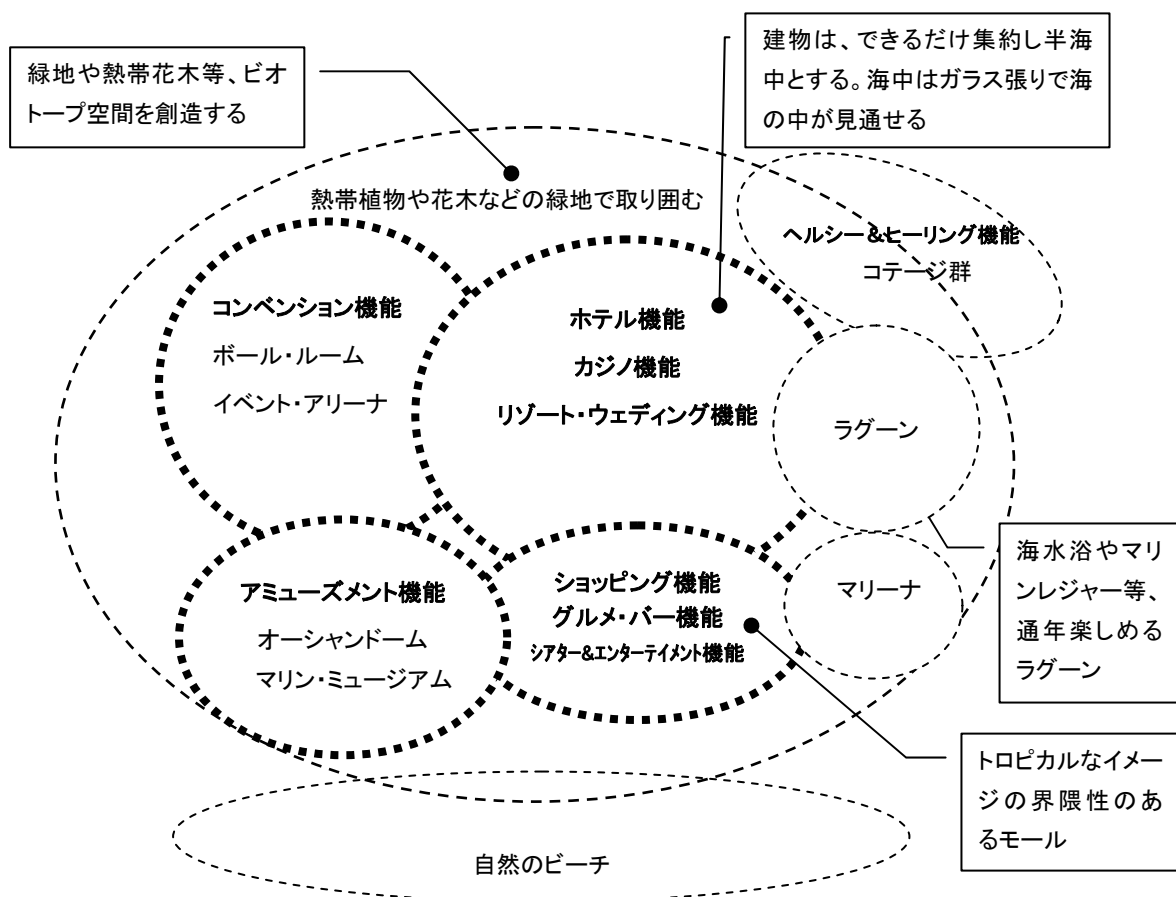 建物は、できるだけ集約し半海
中とする。海中はガラス張りで海
の中が見通せる
緑地や熱帯花木等、ビオ
トープ空間を創造する
熱帯植物や花木などの緑地で取り囲む
ヘルシー&ヒーリング機能
コテージ群
コンベンション機能
ボール・ルーム
イベント・アリーナ
ホテル機能
カジノ機能
リゾート・ウェディング機能
ラグーン
海水浴やマリ
ンレジャー等、
通年楽しめる
ラグーン
アミューズメント機能
オーシャンドーム
マリン・ミュージアム
ショッピング機能
グルメ・バー機能
シアター&エンターテイメント機能
マリーナ
トロピカルなイメー
ジの界隈性のあ
るモール
自然のビーチ